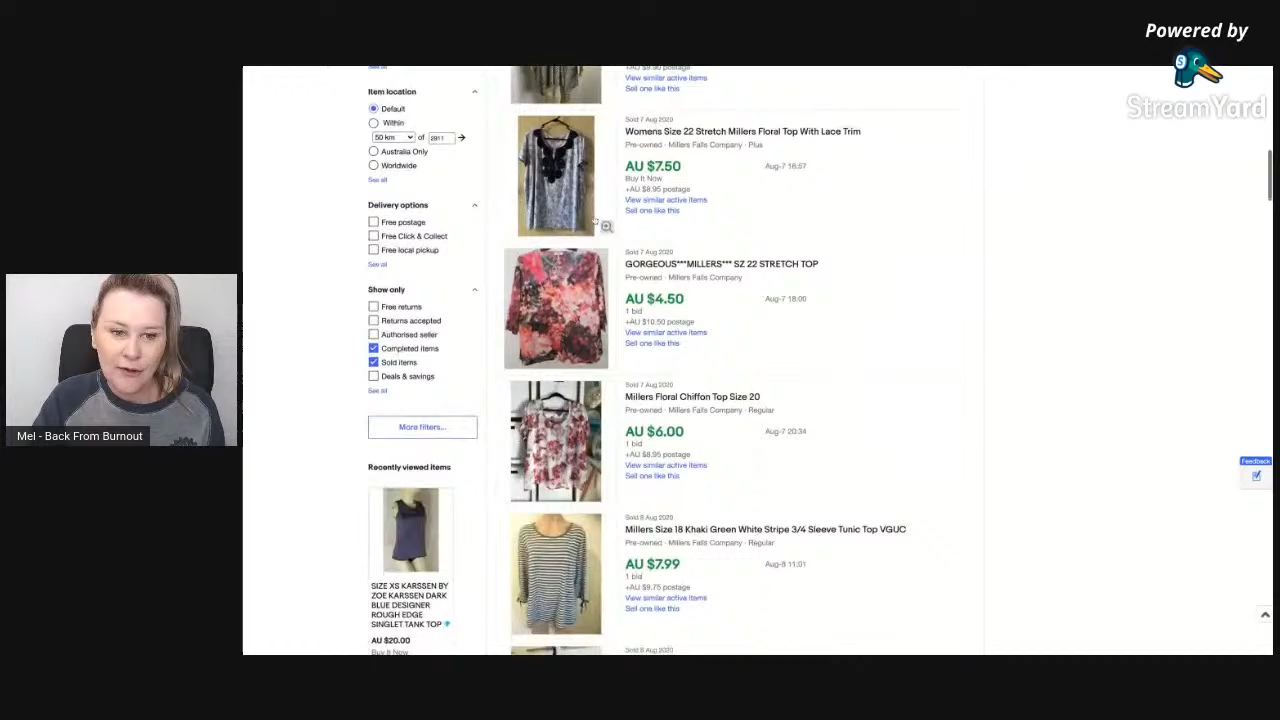 Powered by
StreamYard
See all
Item location
Default
Within
50 km of 2911
Australia Only
Worldwide
See all
Delivery options
Free postage
Free Click & Collect
Free local pickup
See all
Show only
Free returns
Returns accepted
Authorised seller
Completed items
Sold items
Deals & savings
See all
More filters...
Recently viewed items
SIZE XS KARSSEN BY
ZOE KARSSEN DARK
BLUE DESIGNER
ROUGH EDGE
SINGLET TANK TOP
AU $20.00
Buy It Now
+AU $9.90 postage
View similar active items
Sell one like this
Sold 7 Aug 2020
Womens Size 22 Stretch Millers Floral Top With Lace Trim
Pre-owned · Millers Falls Company · Plus
AU $7.50 Aug-7 16:57
Buy It Now
+AU $8.95 postage
View similar active items
Sell one like this
Sold 7 Aug 2020
GORGEOUS***MILLERS*** SZ 22 STRETCH TOP
Pre-owned · Millers Falls Company
AU $4.50 Aug-7 18:00
1 bid
+AU $10.50 postage
View similar active items
Sell one like this
Sold 7 Aug 2020
Millers Floral Chiffon Top Size 20
Pre-owned · Millers Falls Company · Regular
AU $6.00 Aug-7 20:34
1 bid
+AU $8.95 postage
View similar active items
Sell one like this
Sold 8 Aug 2020
Millers Size 18 Khaki Green White Stripe 3/4 Sleeve Tunic Top VGUC
Pre-owned · Millers Falls Company · Regular
AU $7.99 Aug-8 11:01
1 bid
+AU $9.75 postage
View similar active items
Sell one like this
Feedback
Mel - Back From Burnout